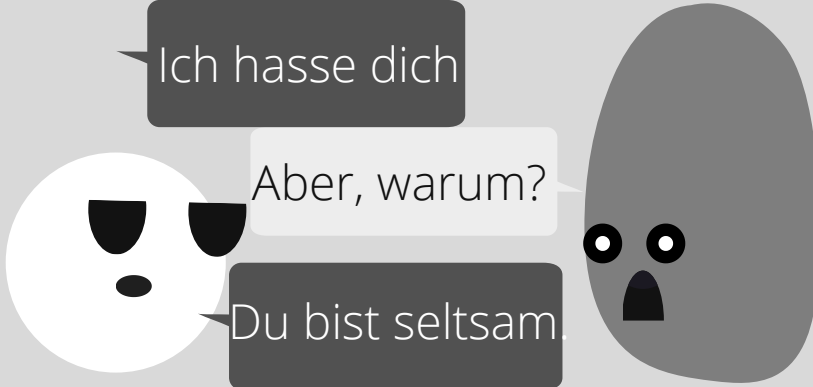 Ich hasse dich
Aber, warum?
Du bist seltsam.